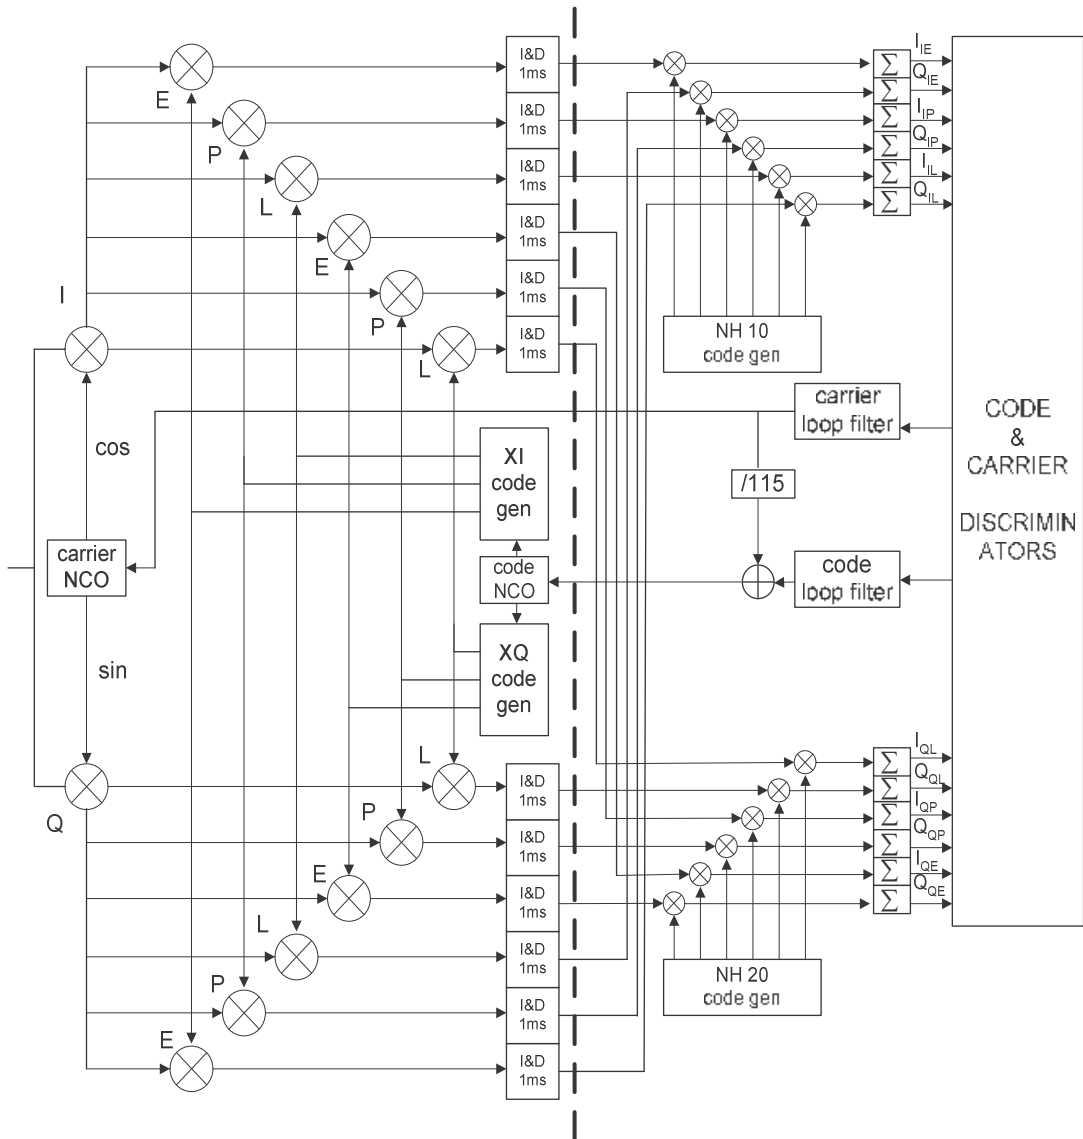 I&D
1ms
E
I&D
1ms
P
I&D
1ms
L
I&D
1ms
E
I&D
1ms
P
I&D
1ms
L
I
Q
cos
sin
carrier
NCO
XI
code
gen
code
NCO
XQ
code
gen
L
I&D
1ms
P
I&D
1ms
E
I&D
1ms
L
I&D
1ms
P
I&D
1ms
E
I&D
1ms
Σ
Σ
Σ
Σ
Σ
Σ
I_IE
Q_IE
I_IP
Q_IP
I_IL
Q_IL
NH 10
code gen
carrier
loop filter
/115
code
loop filter
CODE
&
CARRIER
DISCRIMIN
ATORS
Σ
Σ
Σ
Σ
Σ
Σ
I_QL
Q_QL
I_QP
Q_QP
I_QE
Q_QE
NH 20
code gen